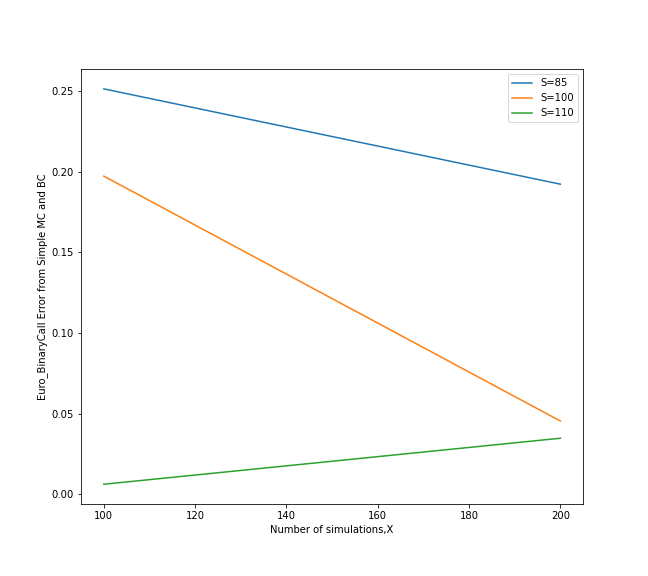 S=85
S=100
S=110
Euro_BinaryCall Error from Simple MC and BC
0.25
0.20
0.15
0.10
0.05
0.00
100 120 140 160 180 200
Number of simulations,X